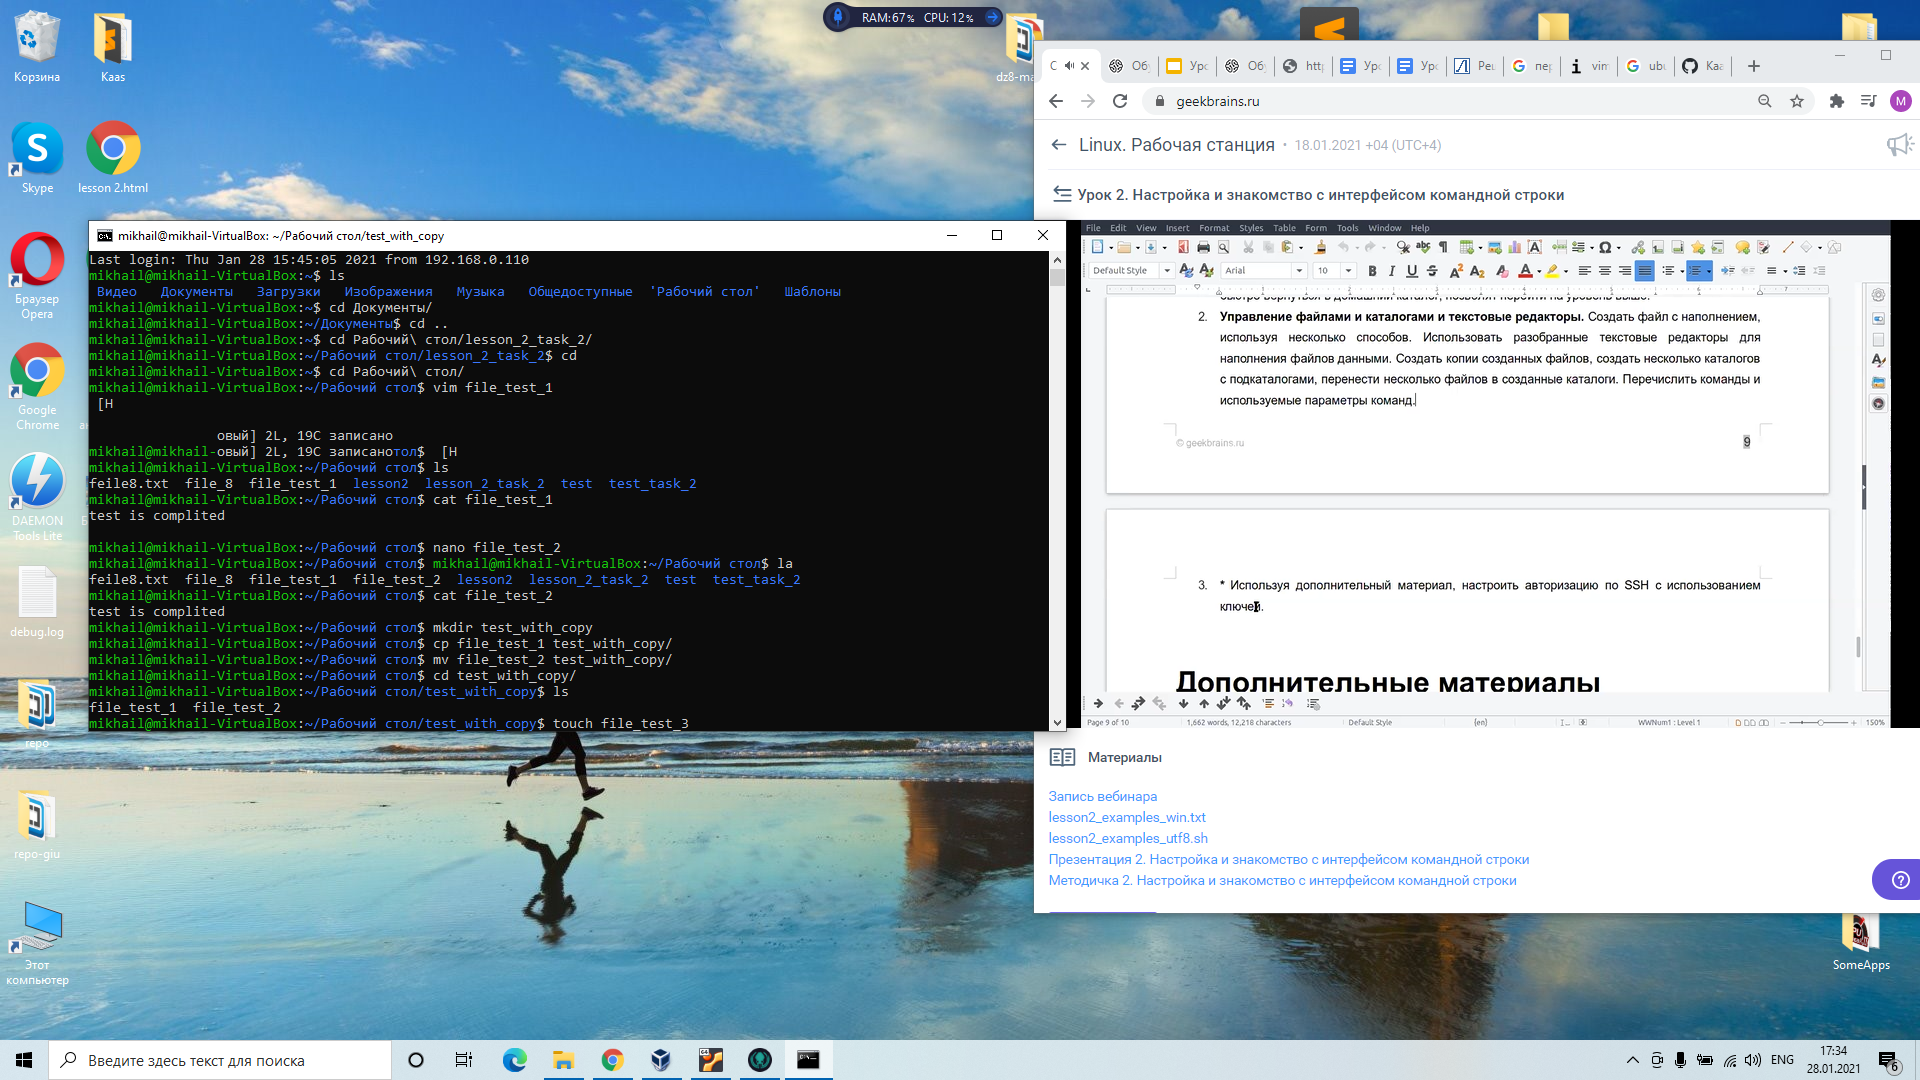 Корзина
Kaas
Skype
lesson 2.html
Браузер
Opera
Google
Chrome
DAEMON
Tools Lite
debug.log
repo
repo-giu
Этот
компьютер
RAM:67% CPU: 12%
mikhail@mikhail-VirtualBox: ~/Рабочий стол/test_with_copy
Last login: Thu Jan 28 15:45:05 2021 from 192.168.0.110
mikhail@mikhail-VirtualBox:~$ ls
Видео Документы Загрузки Изображения Музыка Общедоступные 'Рабочий стол' Шаблоны
mikhail@mikhail-VirtualBox:~$ cd Документы/
mikhail@mikhail-VirtualBox:~/Документы$ cd ..
mikhail@mikhail-VirtualBox:~$ cd Рабочий\ стол/lesson_2_task_2/
mikhail@mikhail-VirtualBox:~/Рабочий стол/lesson_2_task_2$ cd
mikhail@mikhail-VirtualBox:~$ cd Рабочий\ стол/
mikhail@mikhail-VirtualBox:~/Рабочий стол$ vim file_test_1
[H
овый] 2L, 19C записано
mikhail@mikhail-овый] 2L, 19C записанотол$ [H
mikhail@mikhail-VirtualBox:~/Рабочий стол$ ls
feile8.txt file_8 file_test_1 lesson2 lesson_2_task_2 test test_task_2
mikhail@mikhail-VirtualBox:~/Рабочий стол$ cat file_test_1
test is complited
mikhail@mikhail-VirtualBox:~/Рабочий стол$ nano file_test_2
mikhail@mikhail-VirtualBox:~/Рабочий стол$ mikhail@mikhail-VirtualBox:~/Рабочий стол$ la
feile8.txt file_8 file_test_1 file_test_2 lesson2 lesson_2_task_2 test test_task_2
mikhail@mikhail-VirtualBox:~/Рабочий стол$ cat file_test_2
test is complited
mikhail@mikhail-VirtualBox:~/Рабочий стол$ mkdir test_with_copy
mikhail@mikhail-VirtualBox:~/Рабочий стол$ cp file_test_1 test_with_copy/
mikhail@mikhail-VirtualBox:~/Рабочий стол$ mv file_test_2 test_with_copy/
mikhail@mikhail-VirtualBox:~/Рабочий стол$ cd test_with_copy/
mikhail@mikhail-VirtualBox:~/Рабочий стол/test_with_copy$ ls
file_test_1 file_test_2
mikhail@mikhail-VirtualBox:~/Рабочий стол/test_with_copy$ touch file_test_3
geekbrains.ru
M
Linux. Рабочая станция • 18.01.2021 +04 (UTC+4)
Урок 2. Настройка и знакомство с интерфейсом командной строки
File Edit View Insert Format Styles Table Form Tools Window Help
Default Style Arial 10
2. Управление файлами и каталогами и текстовые редакторы. Создать файл с наполнением,
используя несколько способов. Использовать разобранные текстовые редакторы для
наполнения файлов данными. Создать копии созданных файлов, создать несколько каталогов
с подкаталогами, перенести несколько файлов в созданные каталоги. Перечислить команды и
используемые параметры команд.
© geekbrains.ru 9
3. * Используя дополнительный материал, настроить авторизацию по SSH с использованием
ключей.
Дополнительные материалы
Page 9 of 10 1,662 words, 12,218 characters Default Style (en) WWNum1 : Level 1 150%
Материалы
Запись вебинара
lesson2_examples_win.txt
lesson2_examples_utf8.sh
Презентация 2. Настройка и знакомство с интерфейсом командной строки
Методичка 2. Настройка и знакомство с интерфейсом командной строки
SomeApps
Введите здесь текст для поиска
ENG
17:34
28.01.2021
6